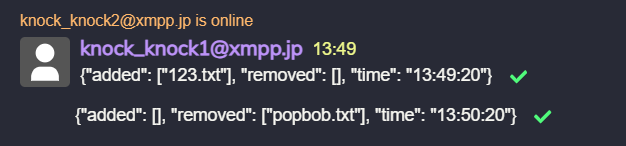 knock_knock2@xmpp.jp is online
knock_knock1@xmpp.jp 13:49
{"added": ["123.txt"], "removed": [], "time": "13:49:20"}
{"added": [], "removed": ["popbob.txt"], "time": "13:50:20"}